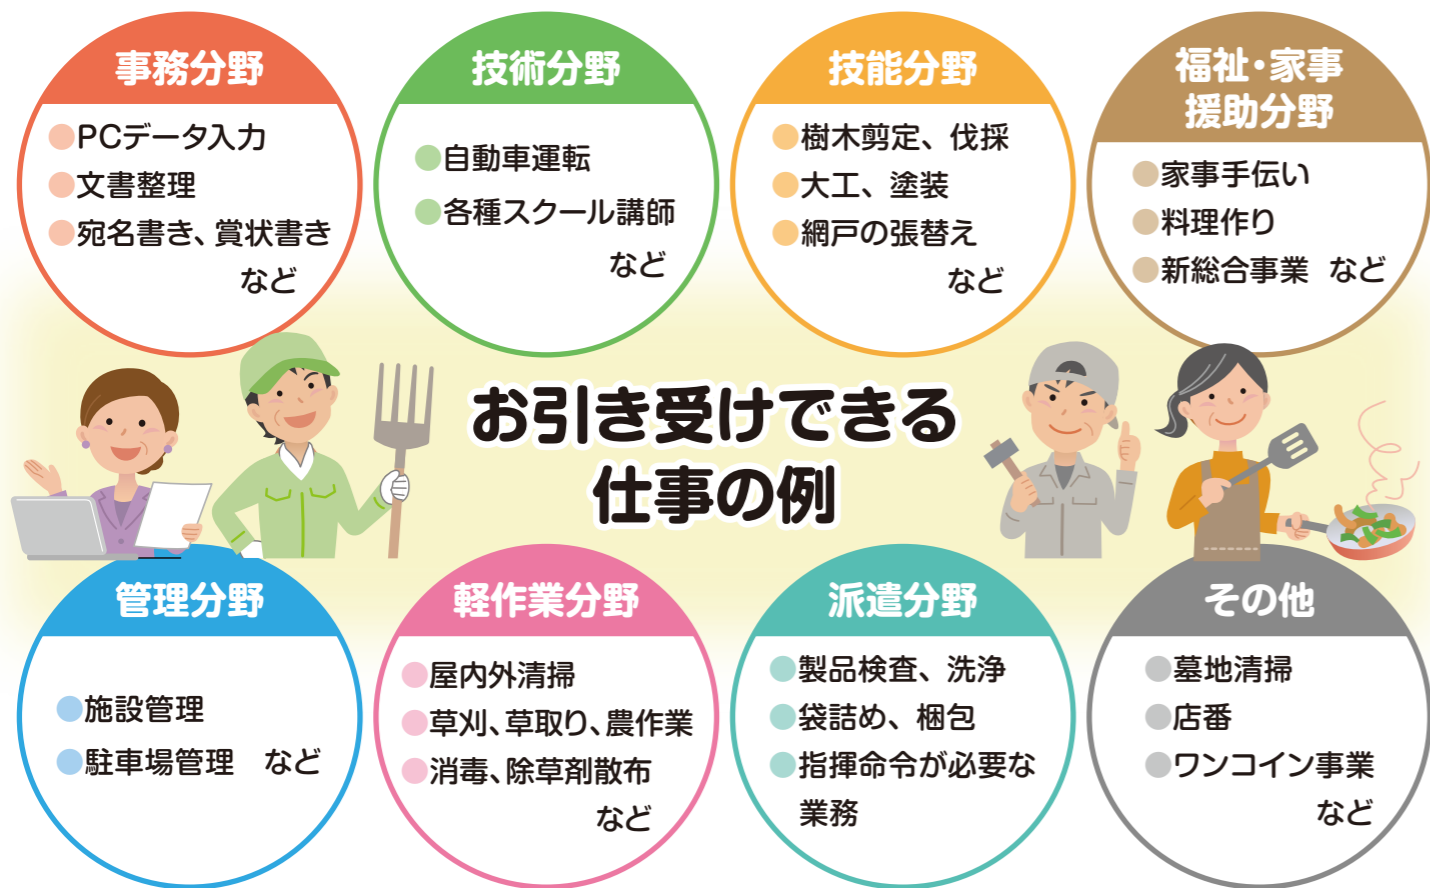 事務分野
●PCデータ入力
●文書整理
●宛名書き、賞状書き
など
技術分野
●自動車運転
●各種スクール講師
など
技能分野
●樹木剪定、伐採
●大工、塗装
●網戸の張替え
など
福祉・家事
援助分野
●家事手伝い
●料理作り
●新総合事業 など
お引き受けできる
仕事の例
管理分野
●施設管理
●駐車場管理 など
軽作業分野
●屋内外清掃
●草刈、草取り、農作業
●消毒、除草剤散布
など
派遣分野
●製品検査、洗浄
●袋詰め、梱包
●指揮命令が必要な
業務
その他
●墓地清掃
●店番
●ワンコイン事業
など